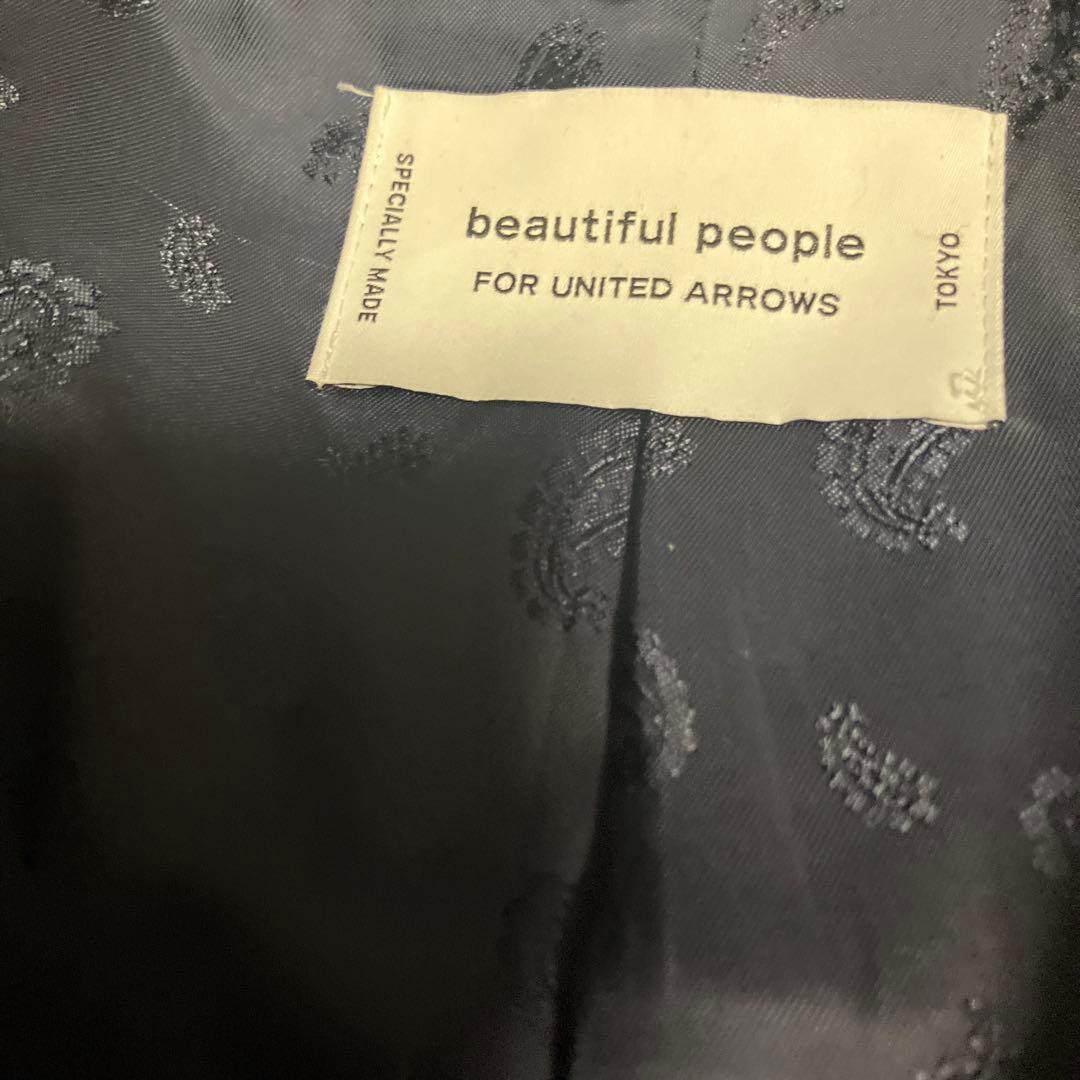 SPECIALLY MADE
beautiful people
FOR UNITED ARROWS
TOKYO